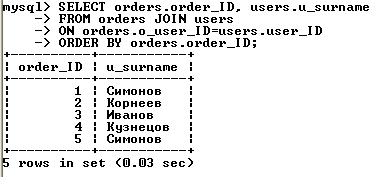 mysql> SELECT orders.order_ID, users.u_surname
-> FROM orders JOIN users
-> ON orders.o_user_ID=users.user_ID
-> ORDER BY orders.order_ID;
+----------+-----------+
| order_ID | u_surname |
+----------+-----------+
| 1 | Симонов |
| 2 | Корнеев |
| 3 | Иванов |
| 4 | Кузнецов |
| 5 | Симонов |
+----------+-----------+
5 rows in set (0.03 sec)